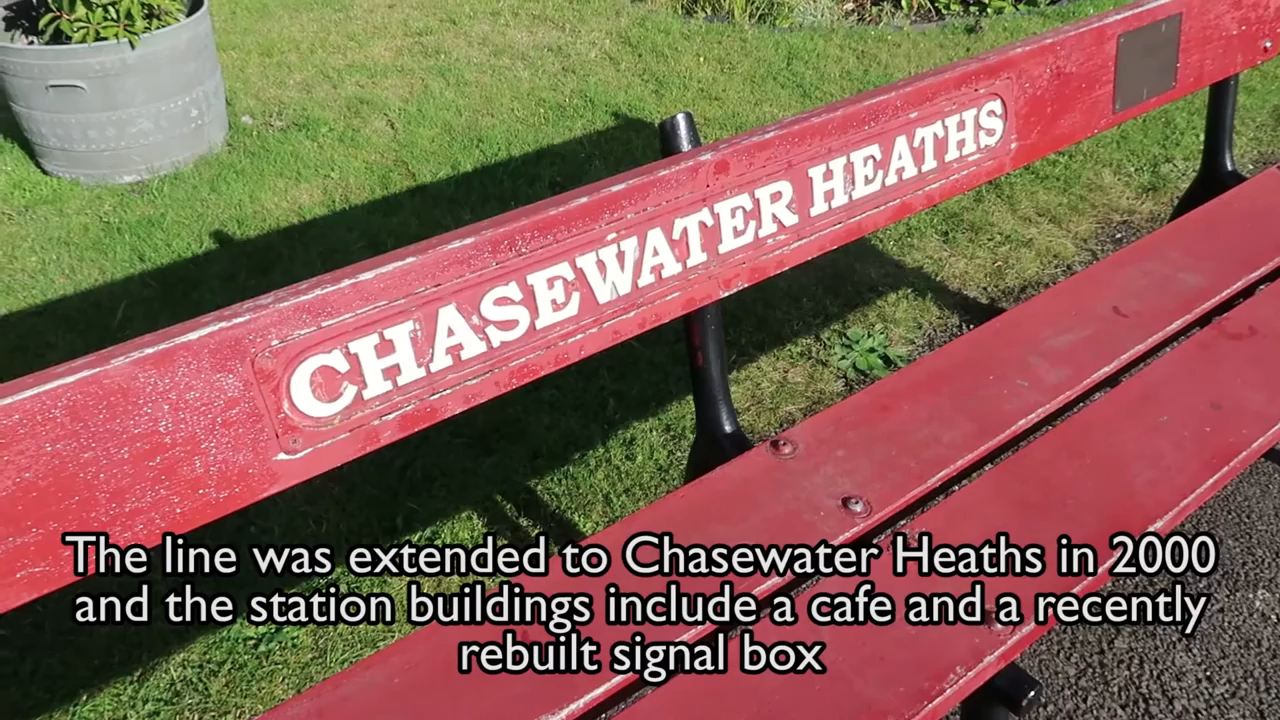 CHASEWATER HEATHS
The line was extended to Chasewater Heaths in 2000
and the station buildings include a cafe and a recently
rebuilt signal box